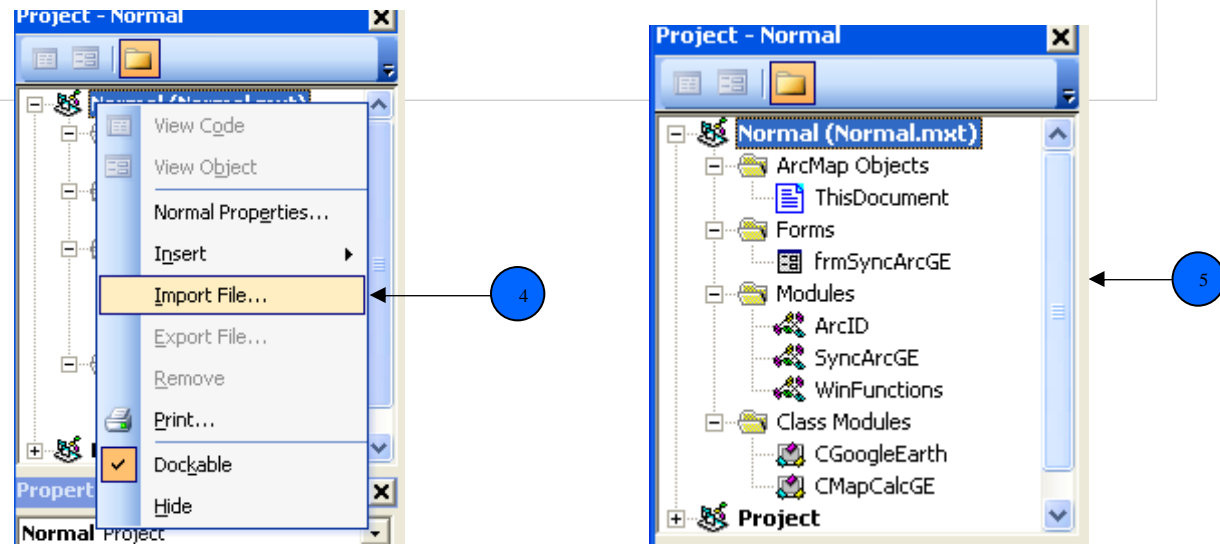 Project - Normal
View Code
View Object
Normal Properties...
Insert
Import File...
Export File...
Remove
Print...
Dockable
Hide
Propert
Normal Project
4
Project - Normal
Normal (Normal.mxt)
ArcMap Objects
ThisDocument
Forms
frmSyncArcGE
Modules
ArcID
SyncArcGE
WinFunctions
Class Modules
CGoogleEarth
CMapCalcGE
Project
5